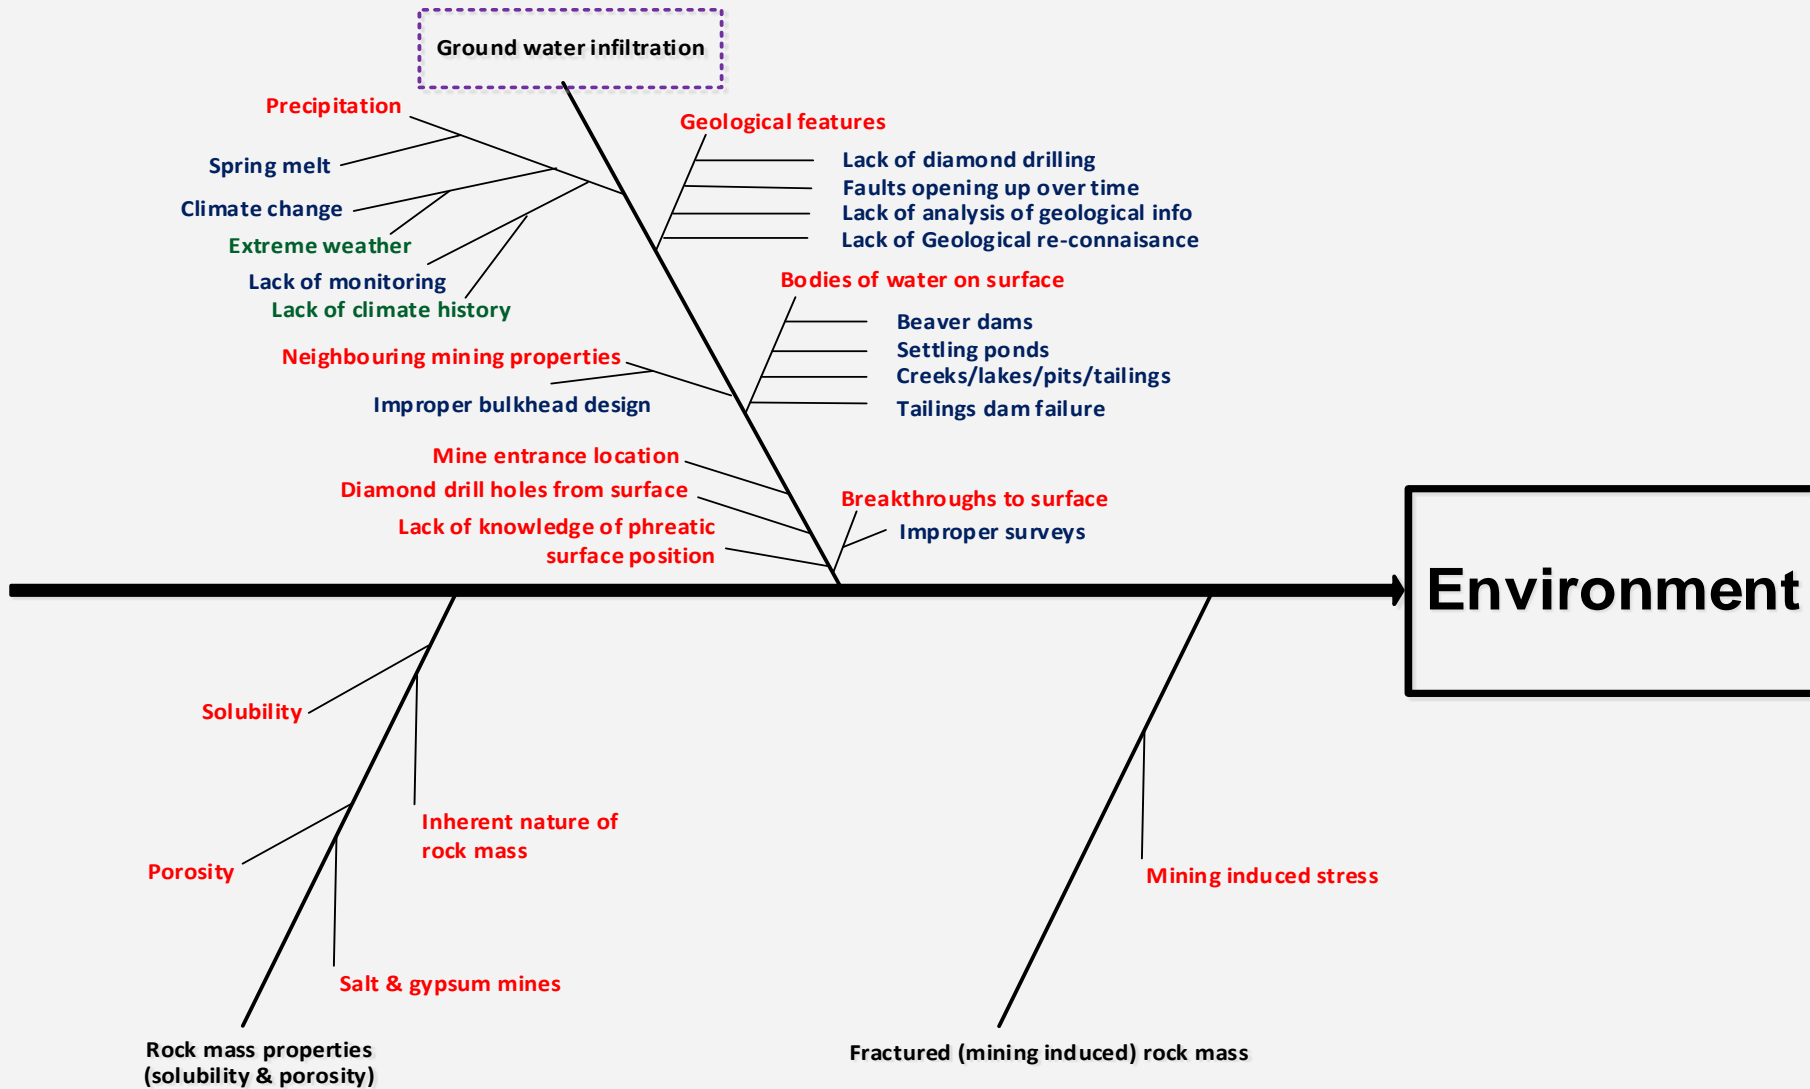 Ground water infiltration
Precipitation
Spring melt
Climate change
Extreme weather
Lack of monitoring
Lack of climate history
Geological features
Lack of diamond drilling
Faults opening up over time
Lack of analysis of geological info
Lack of Geological re-connaisance
Bodies of water on surface
Beaver dams
Settling ponds
Creeks/lakes/pits/tailings
Tailings dam failure
Neighbouring mining properties
Improper bulkhead design
Mine entrance location
Diamond drill holes from surface
Lack of knowledge of phreatic
surface position
Breakthroughs to surface
Improper surveys
Environment
Solubility
Inherent nature of
rock mass
Porosity
Salt & gypsum mines
Rock mass properties
(solubility & porosity)
Mining induced stress
Fractured (mining induced) rock mass